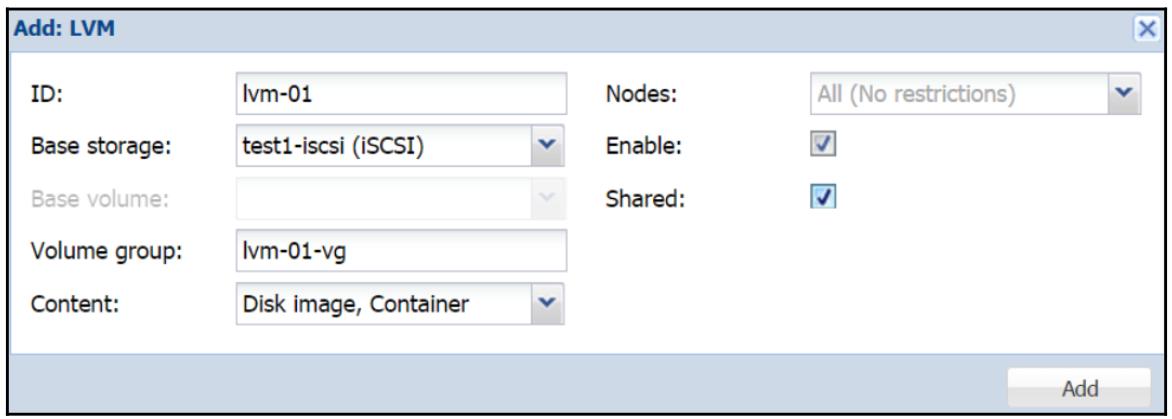 Add: LVM
ID: lvm-01 Nodes: All (No restrictions)
Base storage: test1-iscsi (iSCSI) Enable:
Base volume: Shared:
Volume group: lvm-01-vg
Content: Disk image, Container
Add